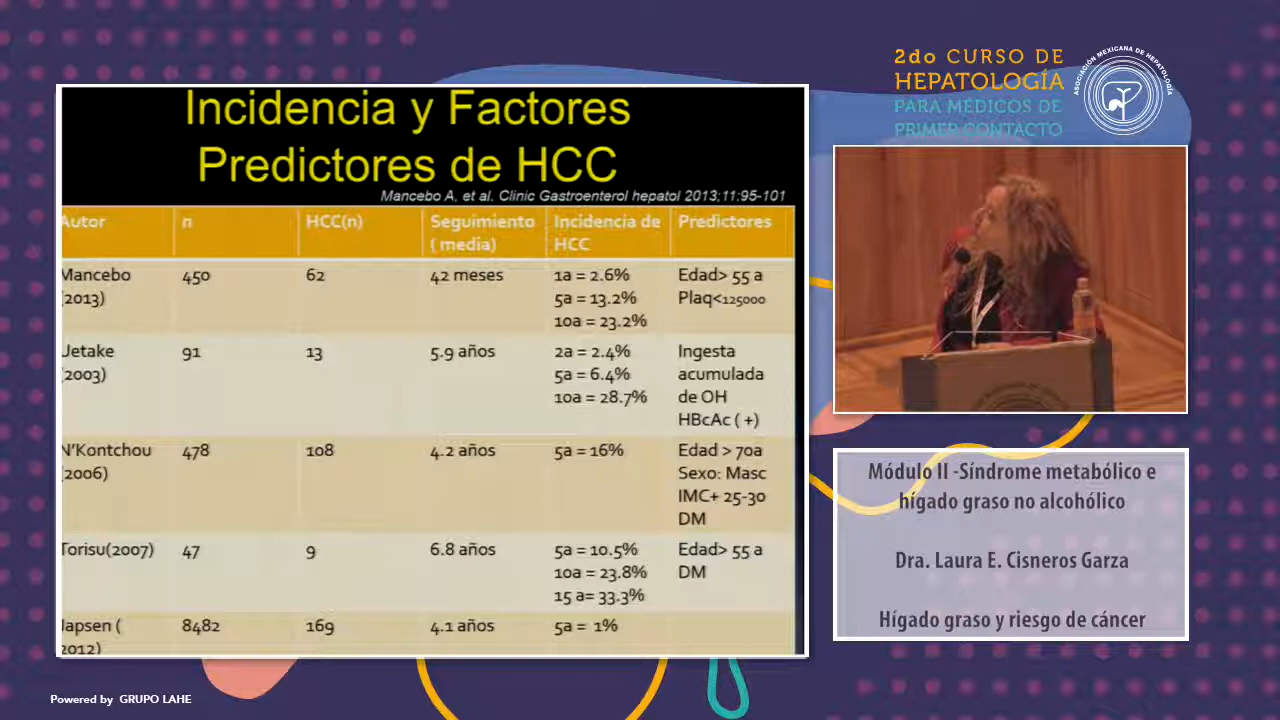 2do CURSO DE
HEPATOLOGÍA
PARA MÉDICOS DE
PRIMER CONTACTO
ASOCIACIÓN MEXICANA DE HEPATOLOGÍA
Incidencia y Factores
Predictores de HCC
Mancebo A, et al. Clinic Gastroenterol hepatol 2013;11:95-101
Autor n HCC(n) Seguimiento Incidencia de Predictores
( media) HCC
Mancebo 450 62 42 meses 1a = 2.6% Edad> 55 a
(2013) 5a = 13.2% Plaq<125000
10a = 23.2%
Uetake 91 13 5.9 años 2a = 2.4% Ingesta
(2003) 5a = 6.4% acumulada
10a = 28.7% de OH
HBcAc ( +)
N'Kontchou 478 108 4.2 años 5a = 16% Edad > 70a
(2006) Sexo: Masc
IMC+ 25-30
DM
Torisu(2007) 47 9 6.8 años 5a = 10.5% Edad> 55 a
10a = 23.8% DM
15 a= 33.3%
Japsen ( 8482 169 4.1 años 5a = 1%
2012)
Módulo II -Síndrome metabólico e
hígado graso no alcohólico
Dra. Laura E. Cisneros Garza
Hígado graso y riesgo de cáncer
Powered by GRUPO LAHE